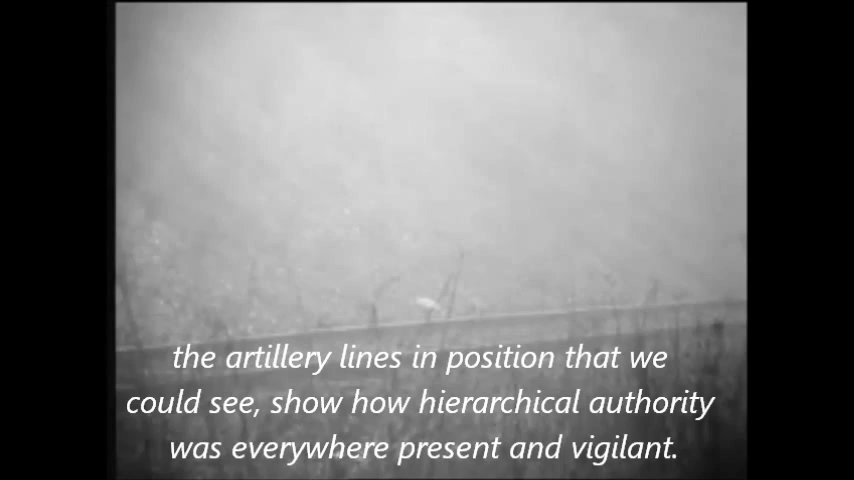 the artillery lines in position that we
could see, show how hierarchical authority
was everywhere present and vigilant.